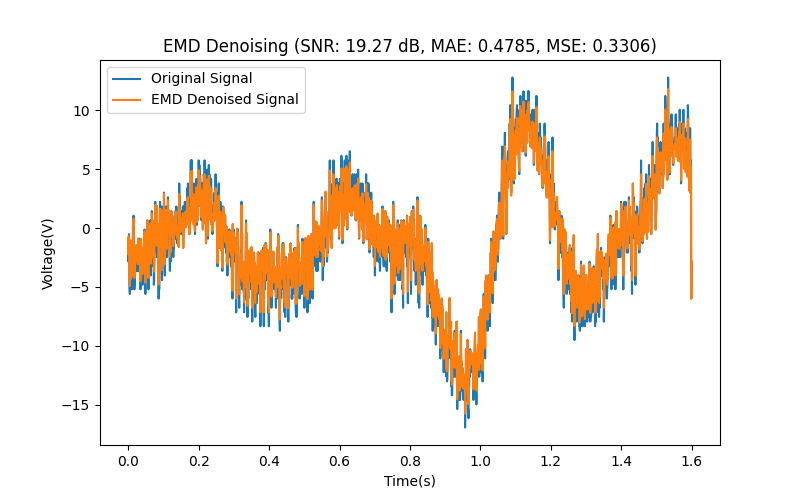 EMD Denoising (SNR: 19.27 dB, MAE: 0.4785, MSE: 0.3306)
Original Signal
EMD Denoised Signal
10
5
0
−5
−10
−15
Voltage(V)
0.0 0.2 0.4 0.6 0.8 1.0 1.2 1.4 1.6
Time(s)